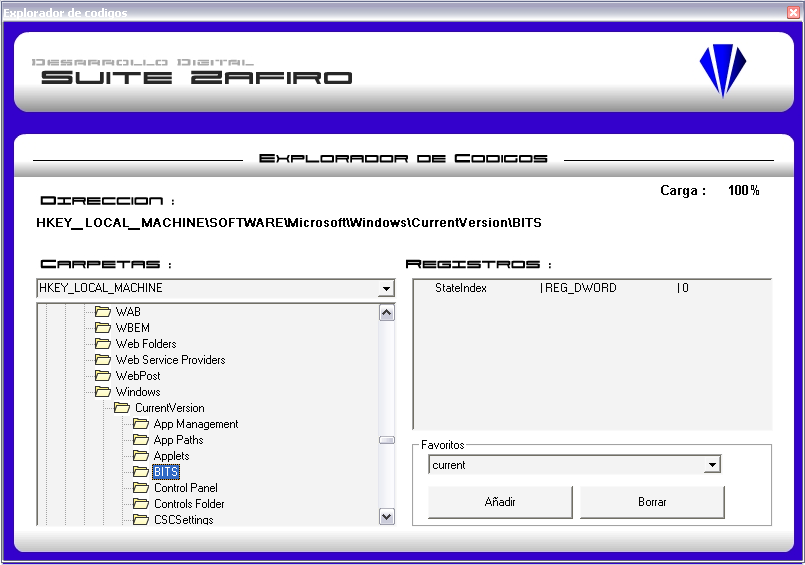 Explorador de codigos
Desarrollo Digital
Suite Zafiro
Explorador de Codigos
Carga : 100%
Direccion :
HKEY_LOCAL_MACHINE\SOFTWARE\Microsoft\Windows\CurrentVersion\BITS
Carpetas :
HKEY_LOCAL_MACHINE
WAB
WBEM
Web Folders
Web Service Providers
WebPost
Windows
CurrentVersion
App Management
App Paths
Applets
BITS
Control Panel
Controls Folder
CSCSettings
Registros :
StateIndex |REG_DWORD |0
Favoritos
current
Añadir Borrar